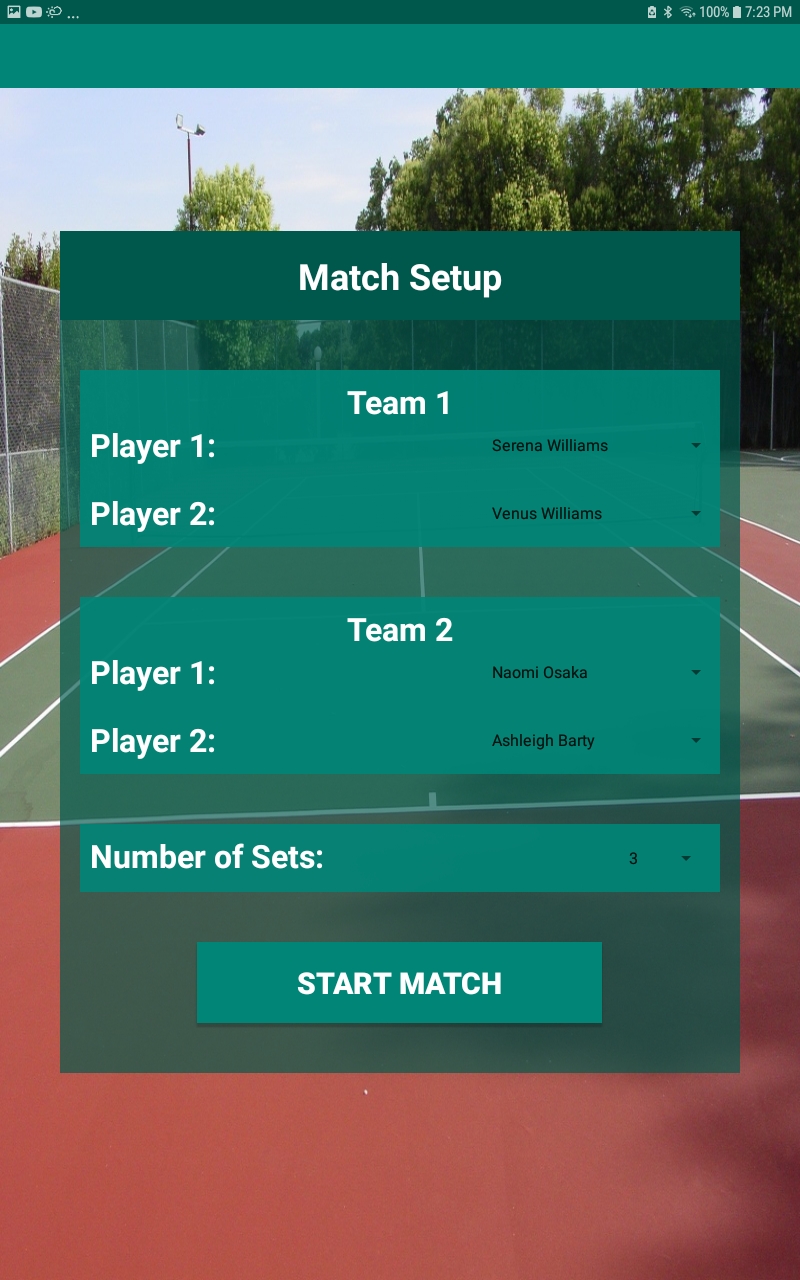 ... 100% 7:23 PM
Match Setup
Team 1
Player 1: Serena Williams
Player 2: Venus Williams
Team 2
Player 1: Naomi Osaka
Player 2: Ashleigh Barty
Number of Sets: 3
START MATCH